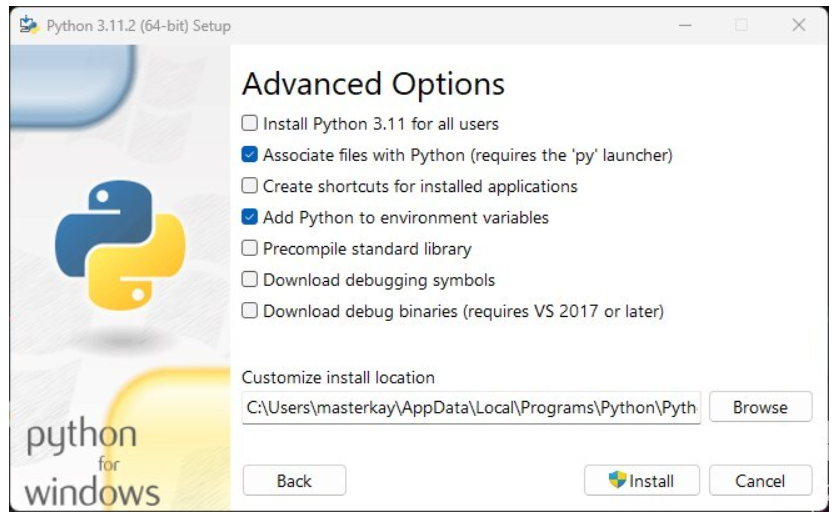 Python 3.11.2 (64-bit) Setup
Advanced Options
Install Python 3.11 for all users
Associate files with Python (requires the 'py' launcher)
Create shortcuts for installed applications
Add Python to environment variables
Precompile standard library
Download debugging symbols
Download debug binaries (requires VS 2017 or later)
Customize install location
C:\Users\masterkay\AppData\Local\Programs\Python\Pyth
Browse
python
for
windows
Back
Install
Cancel